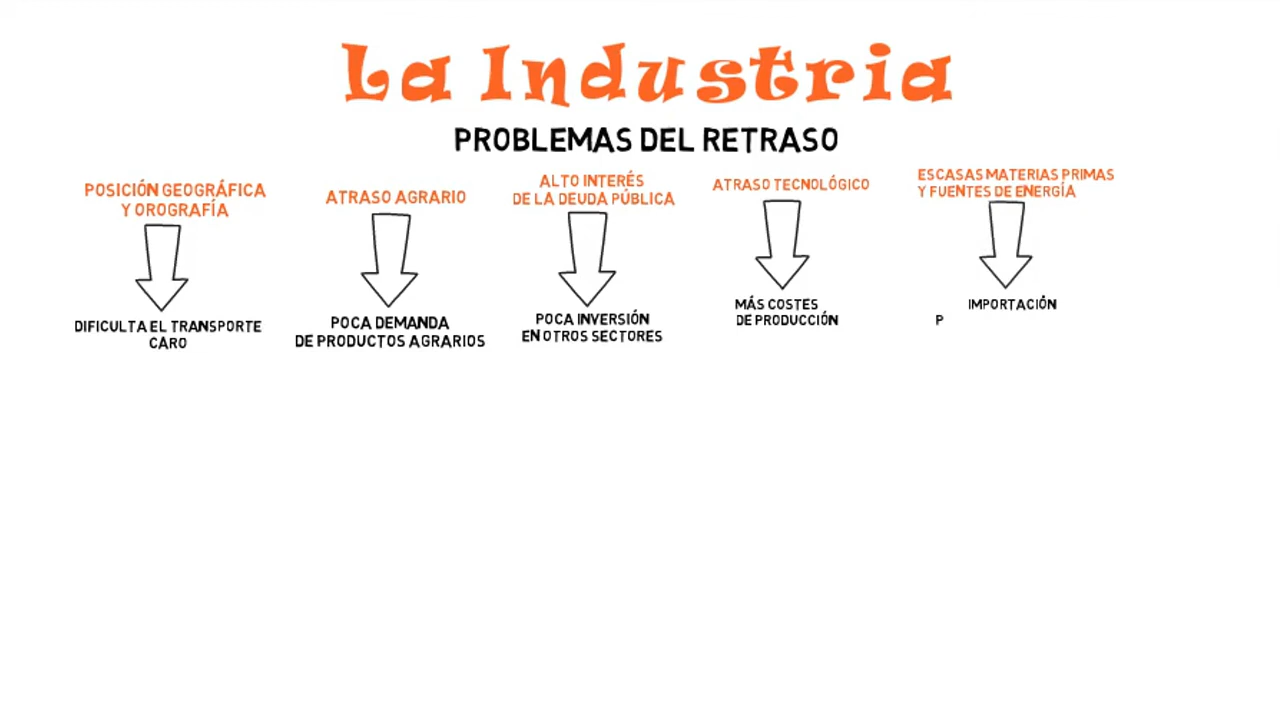 La Industria
PROBLEMAS DEL RETRASO
POSICIÓN GEOGRÁFICA
Y OROGRAFÍA
DIFICULTA EL TRANSPORTE
CARO
ATRASO AGRARIO
POCA DEMANDA
DE PRODUCTOS AGRARIOS
ALTO INTERÉS
DE LA DEUDA PÚBLICA
POCA INVERSIÓN
EN OTROS SECTORES
ATRASO TECNOLÓGICO
MÁS COSTES
DE PRODUCCIÓN
ESCASAS MATERIAS PRIMAS
Y FUENTES DE ENERGÍA
IMPORTACIÓN
P